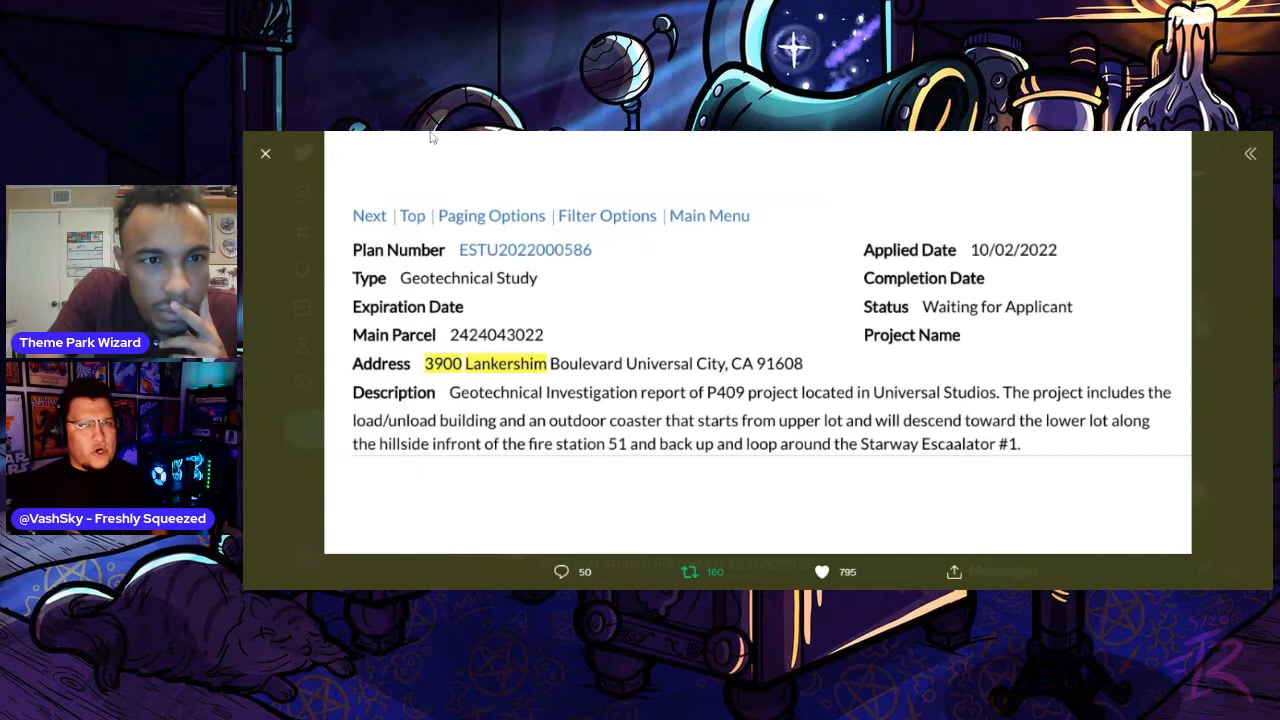 Next | Top | Paging Options | Filter Options | Main Menu
Plan Number ESTU2022000586 Applied Date 10/02/2022
Type Geotechnical Study Completion Date
Expiration Date Status Waiting for Applicant
Main Parcel 2424043022 Project Name
Address 3900 Lankershim Boulevard Universal City, CA 91608
Description Geotechnical Investigation report of P409 project located in Universal Studios. The project includes the
load/unload building and an outdoor coaster that starts from upper lot and will descend toward the lower lot along
the hillside infront of the fire station 51 and back up and loop around the Starway Escaalator #1.
Theme Park Wizard
@VashSky - Freshly Squeezed
50 160 795
Messages
5/20